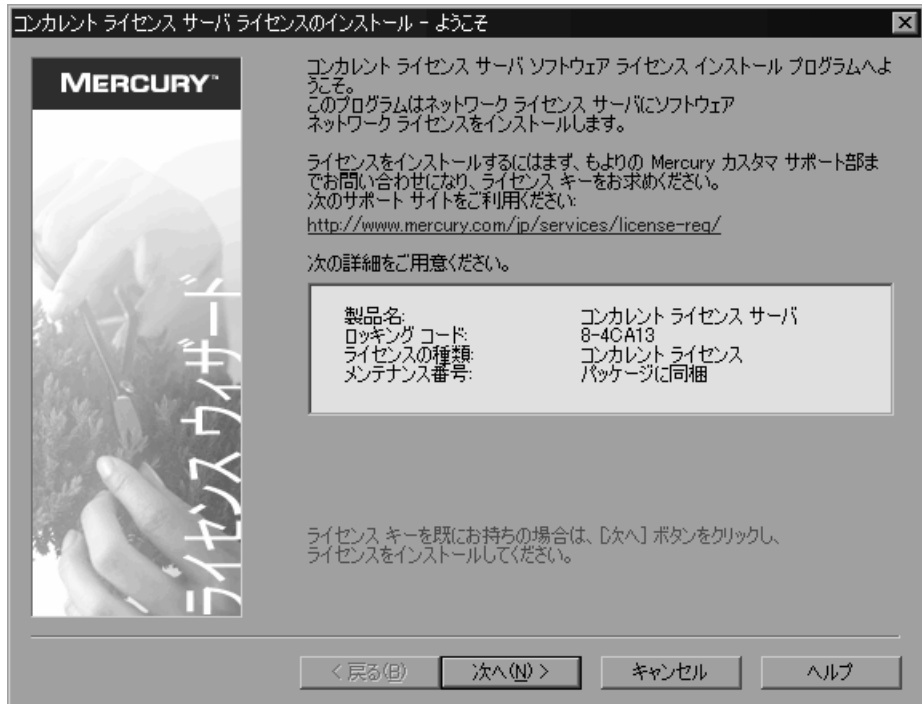 コンカレント ライセンス サーバ ライセンスのインストール - ようこそ
MERCURY™
ライセンス ウィザード
コンカレント ライセンス サーバ ソフトウェア ライセンス インストール プログラムへよ
うこそ。
このプログラムはネットワーク ライセンス サーバにソフトウェア
ネットワーク ライセンスをインストールします。
ライセンスをインストールするにはまず、もよりの Mercury カスタマ サポート部ま
でお問い合わせになり、ライセンス キーをお求めください。
次のサポート サイトをご利用ください:
http://www.mercury.com/jp/services/license-req/
次の詳細をご用意ください。
製品名: コンカレント ライセンス サーバ
ロッキング コード: 8-4CA13
ライセンスの種類: コンカレント ライセンス
メンテナンス番号: パッケージに同梱
ライセンス キーを既にお持ちの場合は、[次へ] ボタンをクリックし、
ライセンスをインストールしてください。
< 戻る(B) 次へ(N) > キャンセル ヘルプ